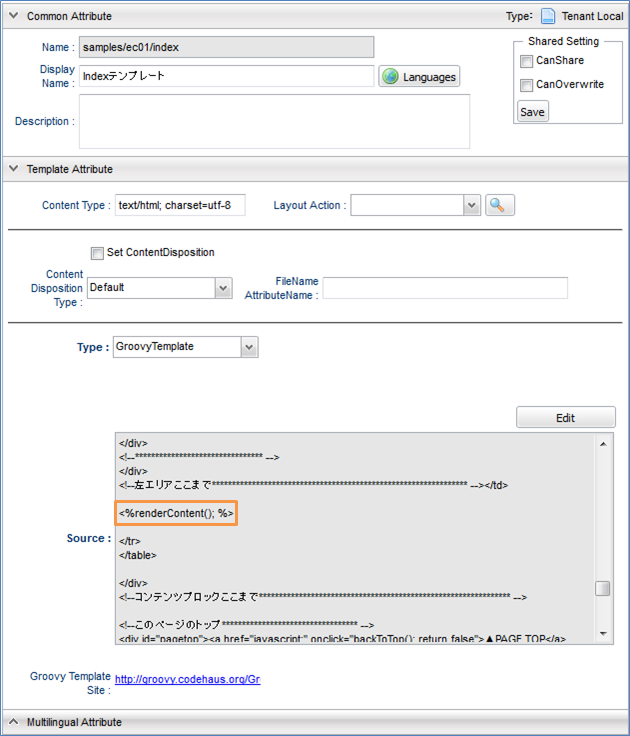 Common Attribute
Type: Tenant Local
Name : samples/ec01/index
Display Name : Indexテンプレート Languages
Description :
Shared Setting
CanShare
CanOverwrite
Save
Template Attribute
Content Type : text/html; charset=utf-8 Layout Action :
Set ContentDisposition
Content Disposition Type : Default FileName AttributeName :
Type : GroovyTemplate
Edit
Source :
</div>
<!--******************************* -->
</div>
<!--左エリアここまで*************************************************************** --></td>
<%renderContent(); %>
</tr>
</table>
</div>
<!--コンテンツブロックここまで************************************************************** -->
<!--このページのトップ********************************** -->
<div id="pagetop"><a href="javascript:" onclick="backToTop(); return false">▲PAGE TOP</a>
Groovy Template Site : http://groovy.codehaus.org/Gr
Multilingual Attribute